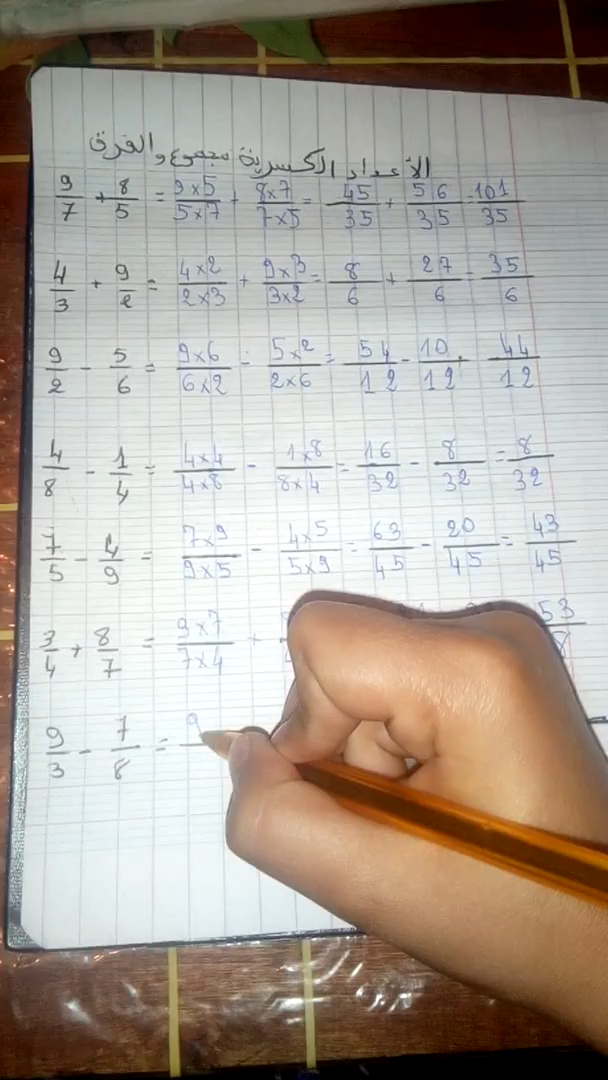 الأعداد الكسرية مجموع والفرق
9/7 + 8/5 = 9×5/5×7 + 8×7/7×5 = 45/35 + 56/35 = 101/35
4/3 + 9/2 = 4×2/2×3 + 9×3/3×2 = 8/6 + 27/6 = 35/6
9/2 - 5/6 = 9×6/6×2 - 5×2/2×6 = 54/12 - 10/12 = 44/12
4/8 - 1/4 = 4×4/4×8 - 1×8/8×4 = 16/32 - 8/32 = 8/32
7/5 - 4/9 = 7×9/9×5 - 4×5/5×9 = 63/45 - 20/45 = 43/45
3/4 + 8/7 = 9×7/7×4 + 53
9/3 - 7/8 = 9